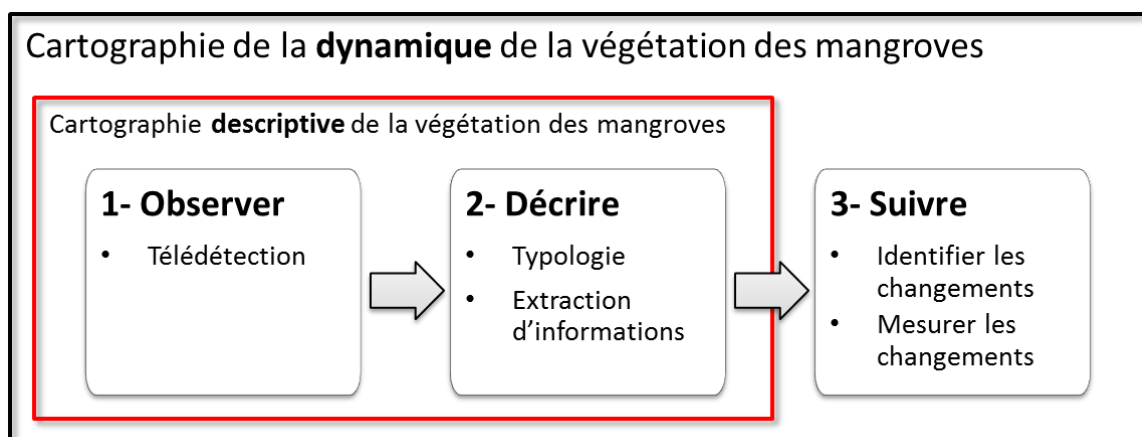 Cartographie de la dynamique de la végétation des mangroves
Cartographie descriptive de la végétation des mangroves
1- Observer
• Télédétection
2- Décrire
• Typologie
• Extraction
d’informations
3- Suivre
• Identifier les
changements
• Mesurer les
changements